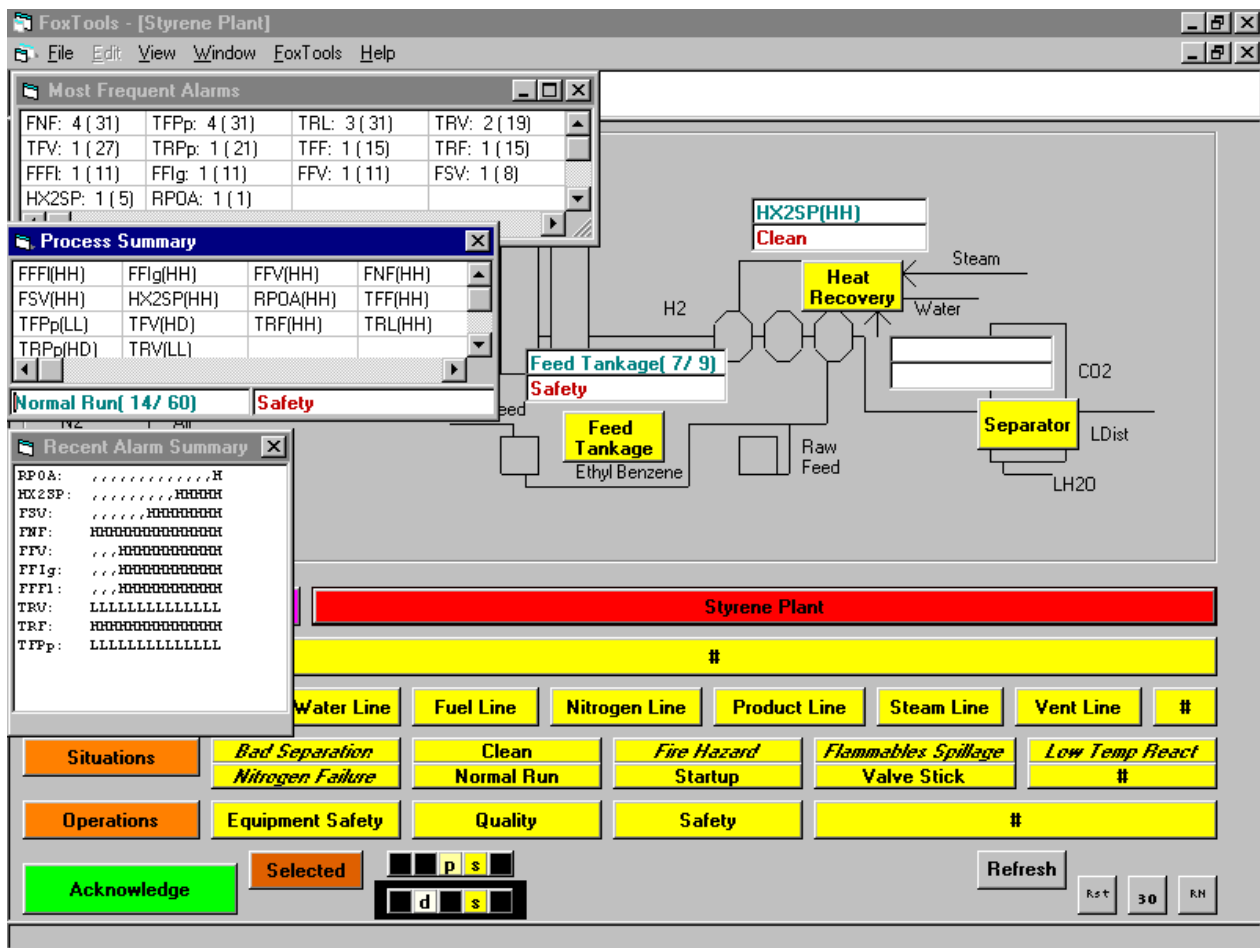 FoxTools - [Styrene Plant]
File Edit View Window FoxTools Help
Most Frequent Alarms
FNF: 4 ( 31) TFPp: 4 ( 31) TRL: 3 ( 31) TRV: 2 ( 19)
TFV: 1 ( 27) TRPp: 1 ( 21) TFF: 1 ( 15) TRF: 1 ( 15)
FFFl: 1 ( 11) FFIg: 1 ( 11) FFV: 1 ( 11) FSV: 1 ( 8)
HX2SP: 1 ( 5) RPOA: 1 ( 1)
Process Summary
FFFl(HH) FFIg(HH) FFV(HH) FNF(HH)
FSV(HH) HX2SP(HH) RPOA(HH) TFF(HH)
TFPp(LL) TFV(HD) TRF(HH) TRL(HH)
TRPp(HD) TRV(LL)
Normal Run( 14/ 60) Safety
HX2SP(HH)
Clean
Heat
Recovery
Steam
Water
H2
Feed Tankage( 7/ 9)
Safety
Feed
Tankage
Ethyl Benzene
Raw
Feed
CO2
Separator
LDist
LH2O
Recent Alarm Summary
RPOA: ,,,,,,,,,,,,,H
HX2SP: ,,,,,,,,,HHHHH
FSV: ,,,,,,HHHHHHHH
FNF: HHHHHHHHHHHHHH
FFV: ,,,HHHHHHHHHHH
FFIg: ,,,HHHHHHHHHHH
FFFl: ,,,HHHHHHHHHHH
TRV: LLLLLLLLLLLLLL
TRF: HHHHHHHHHHHHHH
TFPp: LLLLLLLLLLLLLL
Styrene Plant
#
Water Line Fuel Line Nitrogen Line Product Line Steam Line Vent Line #
Situations
Bad Separation Clean Fire Hazard Flammables Spillage Low Temp React
Nitrogen Failure Normal Run Startup Valve Stick #
Operations Equipment Safety Quality Safety #
Acknowledge
Selected
p s
d s
Refresh
Rst 30 RN